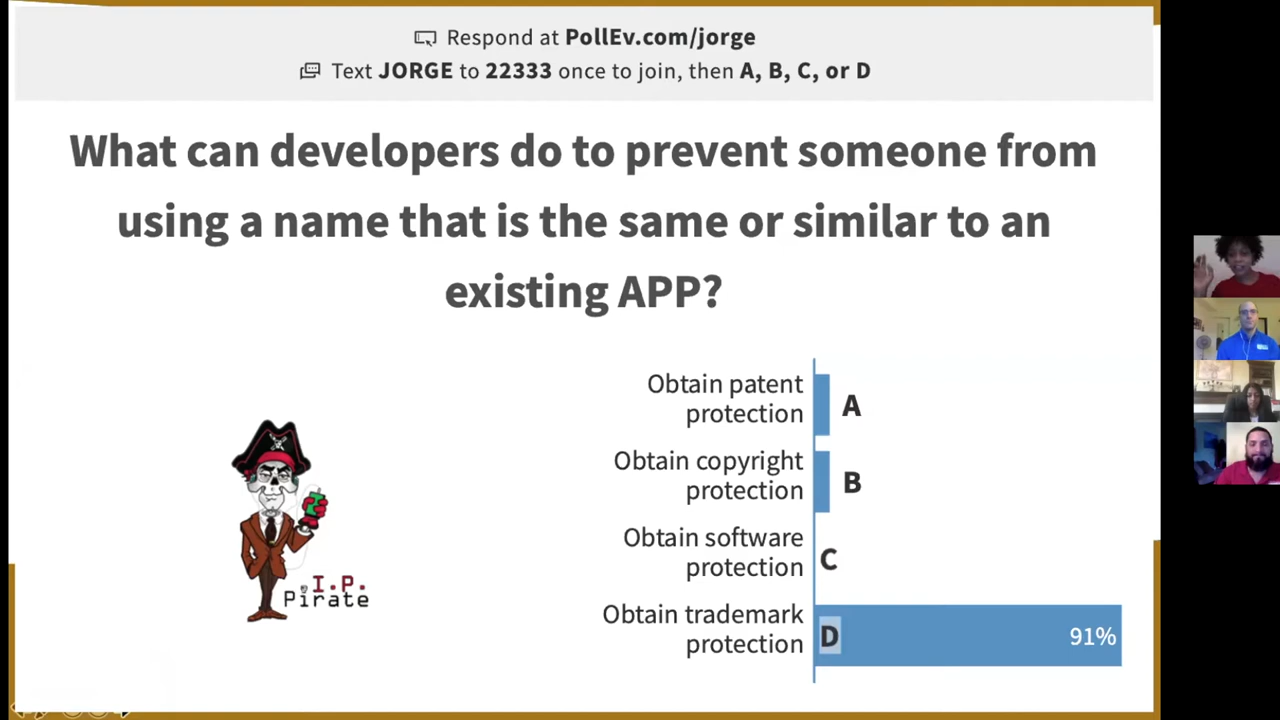 Respond at PollEv.com/jorge
Text JORGE to 22333 once to join, then A, B, C, or D
What can developers do to prevent someone from
using a name that is the same or similar to an
existing APP?
Obtain patent
protection
A
Obtain copyright
protection
B
Obtain software
protection
C
Obtain trademark
protection
D
91%
I.P.
Pirate